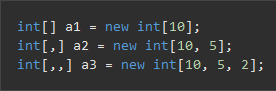 int[] a1 = new int[10];
int[,] a2 = new int[10, 5];
int[,,] a3 = new int[10, 5, 2];